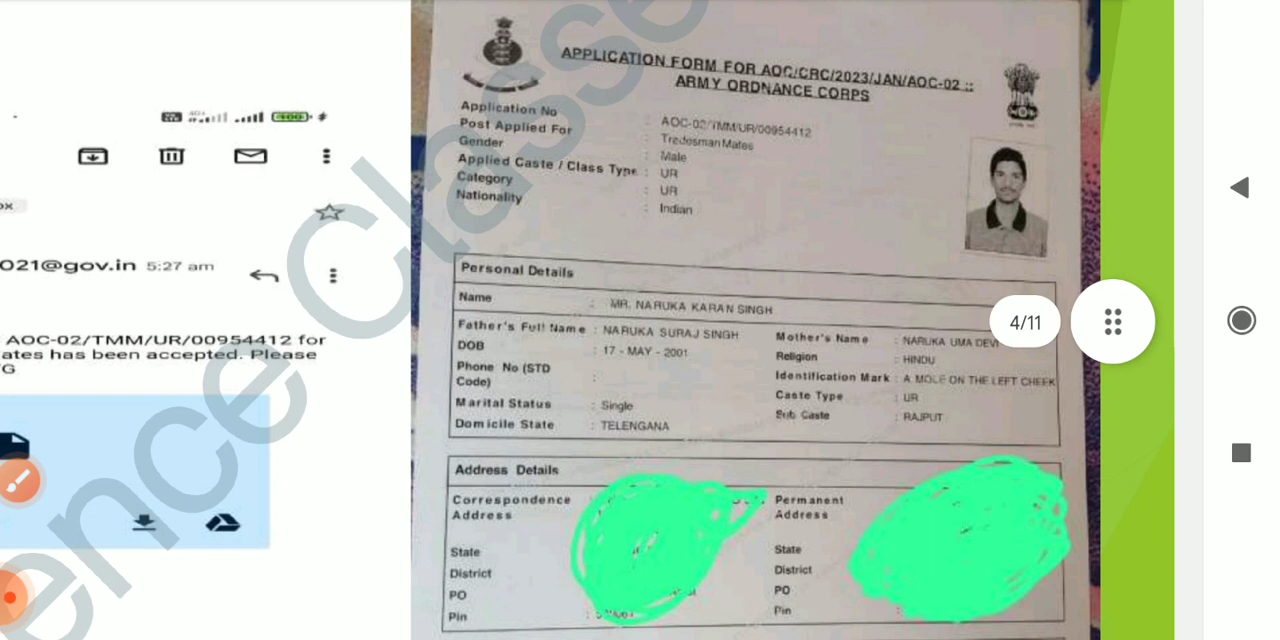 ence Classe
021@gov.in 5:27 am
AOC-02/TMM/UR/00954412 for
ates has been accepted. Please
G
APPLICATION FORM FOR AOC/CRC/2023/JAN/AOC-02 ::
ARMY ORDNANCE CORPS
Application No : AOC-02/TMM/UR/00954412
Post Applied For : Tredesman Mates
Gender : Male
Applied Caste / Class Type : UR
Category : UR
Nationality : Indian
Personal Details
Name : MR. NARUKA KARAN SINGH
Father's Full Name : NARUKA SURAJ SINGH Mother's Name : NARUKA UMA DEVI
DOB : 17 - MAY - 2001 Religion : HINDU
Phone No (STD Code) : Identification Mark : A MOLE ON THE LEFT CHEEK
Marital Status : Single Caste Type : UR
Domicile State : TELENGANA Sub Caste : RAJPUT
4/11
Address Details
Correspondence Address : Permanent Address
State State
District District
PO PO
Pin : Pin :